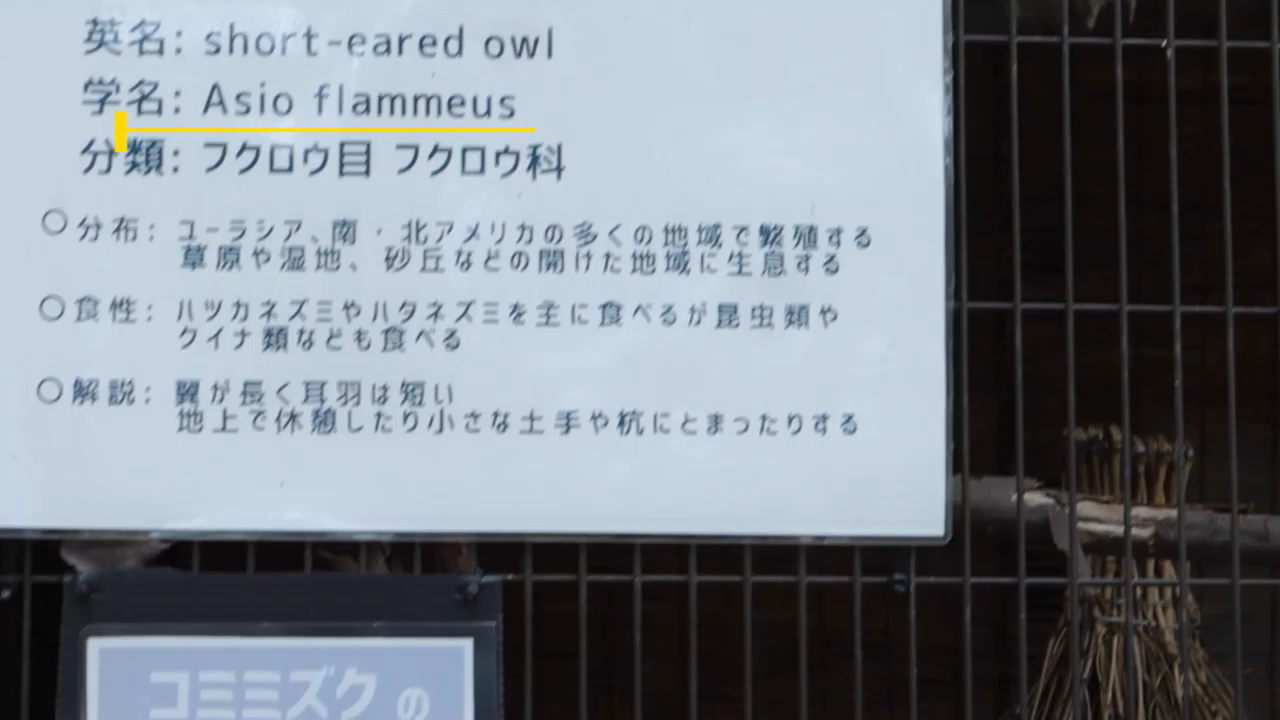 英名: short-eared owl
学名: Asio flammeus
分類: フクロウ目 フクロウ科
○分布: ユーラシア、南・北アメリカの多くの地域で繁殖する
草原や湿地、砂丘などの開けた地域に生息する
○食性: ハツカネズミやハタネズミを主に食べるが昆虫類や
クイナ類なども食べる
○解説: 翼が長く耳羽は短い
地上で休憩したり小さな土手や杭にとまったりする
コミミズクの